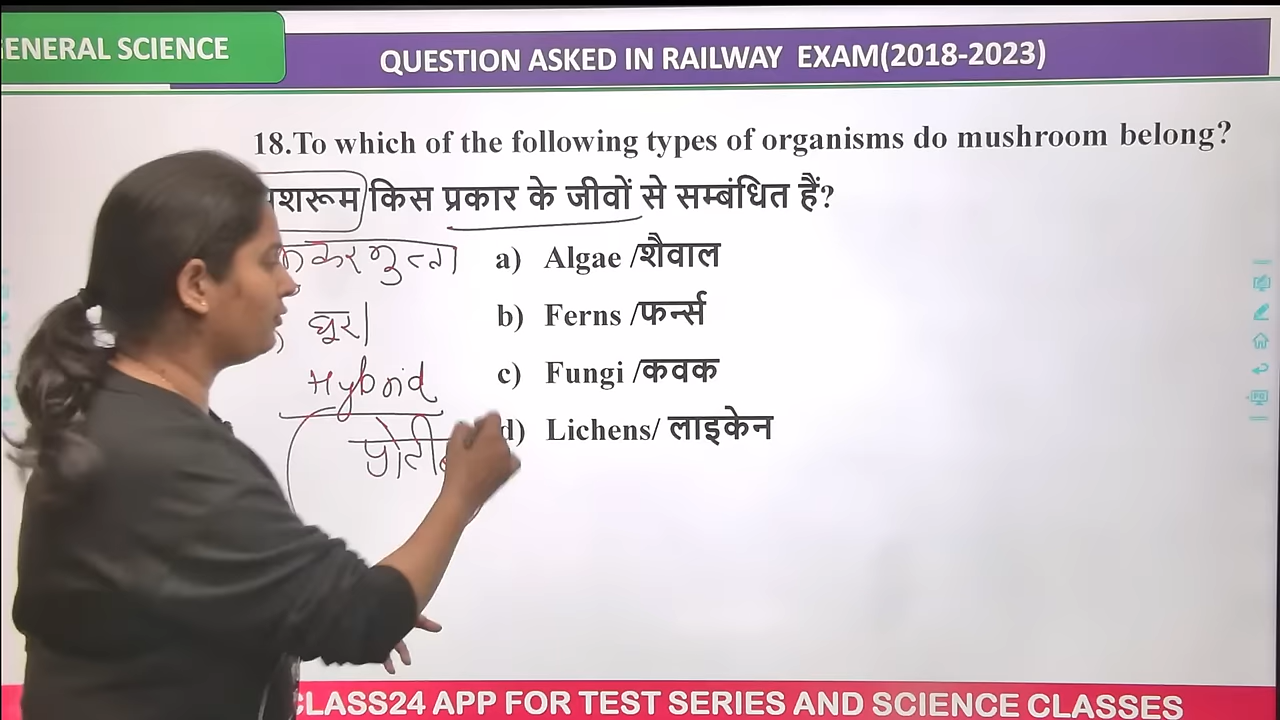 GENERAL SCIENCE
QUESTION ASKED IN RAILWAY EXAM(2018-2023)
18.To which of the following types of organisms do mushroom belong?
मशरूम किस प्रकार के जीवों से सम्बंधित हैं?
a) Algae /शैवाल
b) Ferns /फर्न्स
c) Fungi /कवक
d) Lichens/ लाइकेन
Hybrid
CLASS24 APP FOR TEST SERIES AND SCIENCE CLASSES